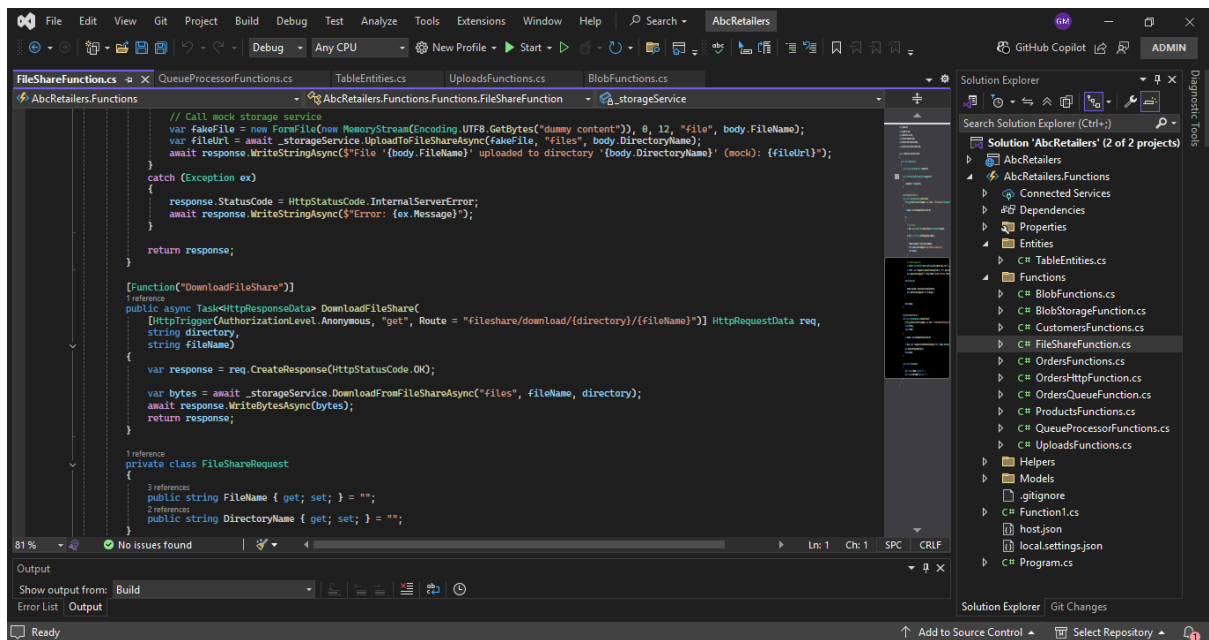 File Edit View Git Project Build Debug Test Analyze Tools Extensions Window Help Search AbcRetailers GM
Debug Any CPU New Profile Start GitHub Copilot ADMIN
FileShareFunction.cs QueueProcessorFunctions.cs TableEntities.cs UploadsFunctions.cs BlobFunctions.cs
AbcRetailers.Functions AbcRetailers.Functions.Functions.FileShareFunction _storageService
// Call mock storage service
var fakeFile = new FormFile(new MemoryStream(Encoding.UTF8.GetBytes("dummy content")), 0, 12, "file", body.FileName);
var fileUrl = await _storageService.UploadToFileShareAsync(fakeFile, "files", body.DirectoryName);
await response.WriteStringAsync($"File '{body.FileName}' uploaded to directory '{body.DirectoryName}' (mock): {fileUrl}");
}
catch (Exception ex)
{
response.StatusCode = HttpStatusCode.InternalServerError;
await response.WriteStringAsync($"Error: {ex.Message}");
}
return response;
}
[Function("DownloadFileShare")]
1 reference
public async Task<HttpResponseData> DownloadFileShare(
[HttpTrigger(AuthorizationLevel.Anonymous, "get", Route = "fileshare/download/{directory}/{fileName}")] HttpRequestData req,
string directory,
string fileName)
{
var response = req.CreateResponse(HttpStatusCode.OK);
var bytes = await _storageService.DownloadFromFileShareAsync("files", fileName, directory);
await response.WriteBytesAsync(bytes);
return response;
}
1 reference
private class FileShareRequest
{
3 references
public string FileName { get; set; } = "";
2 references
public string DirectoryName { get; set; } = "";
}
81 % No issues found Ln: 1 Ch: 1 SPC CRLF
Output
Show output from: Build
Error List Output
Ready Add to Source Control Select Repository 1
Solution Explorer
Search Solution Explorer (Ctrl+;)
Solution 'AbcRetailers' (2 of 2 projects)
AbcRetailers
AbcRetailers.Functions
Connected Services
Dependencies
Properties
Entities
C# TableEntities.cs
Functions
C# BlobFunctions.cs
C# BlobStorageFunction.cs
C# CustomersFunctions.cs
C# FileShareFunction.cs
C# OrdersFunctions.cs
C# OrdersHttpFunction.cs
C# OrdersQueueFunction.cs
C# ProductsFunctions.cs
C# QueueProcessorFunctions.cs
C# UploadsFunctions.cs
Helpers
Models
.gitignore
C# Function1.cs
host.json
local.settings.json
C# Program.cs
Solution Explorer Git Changes
Diagnostic Tools